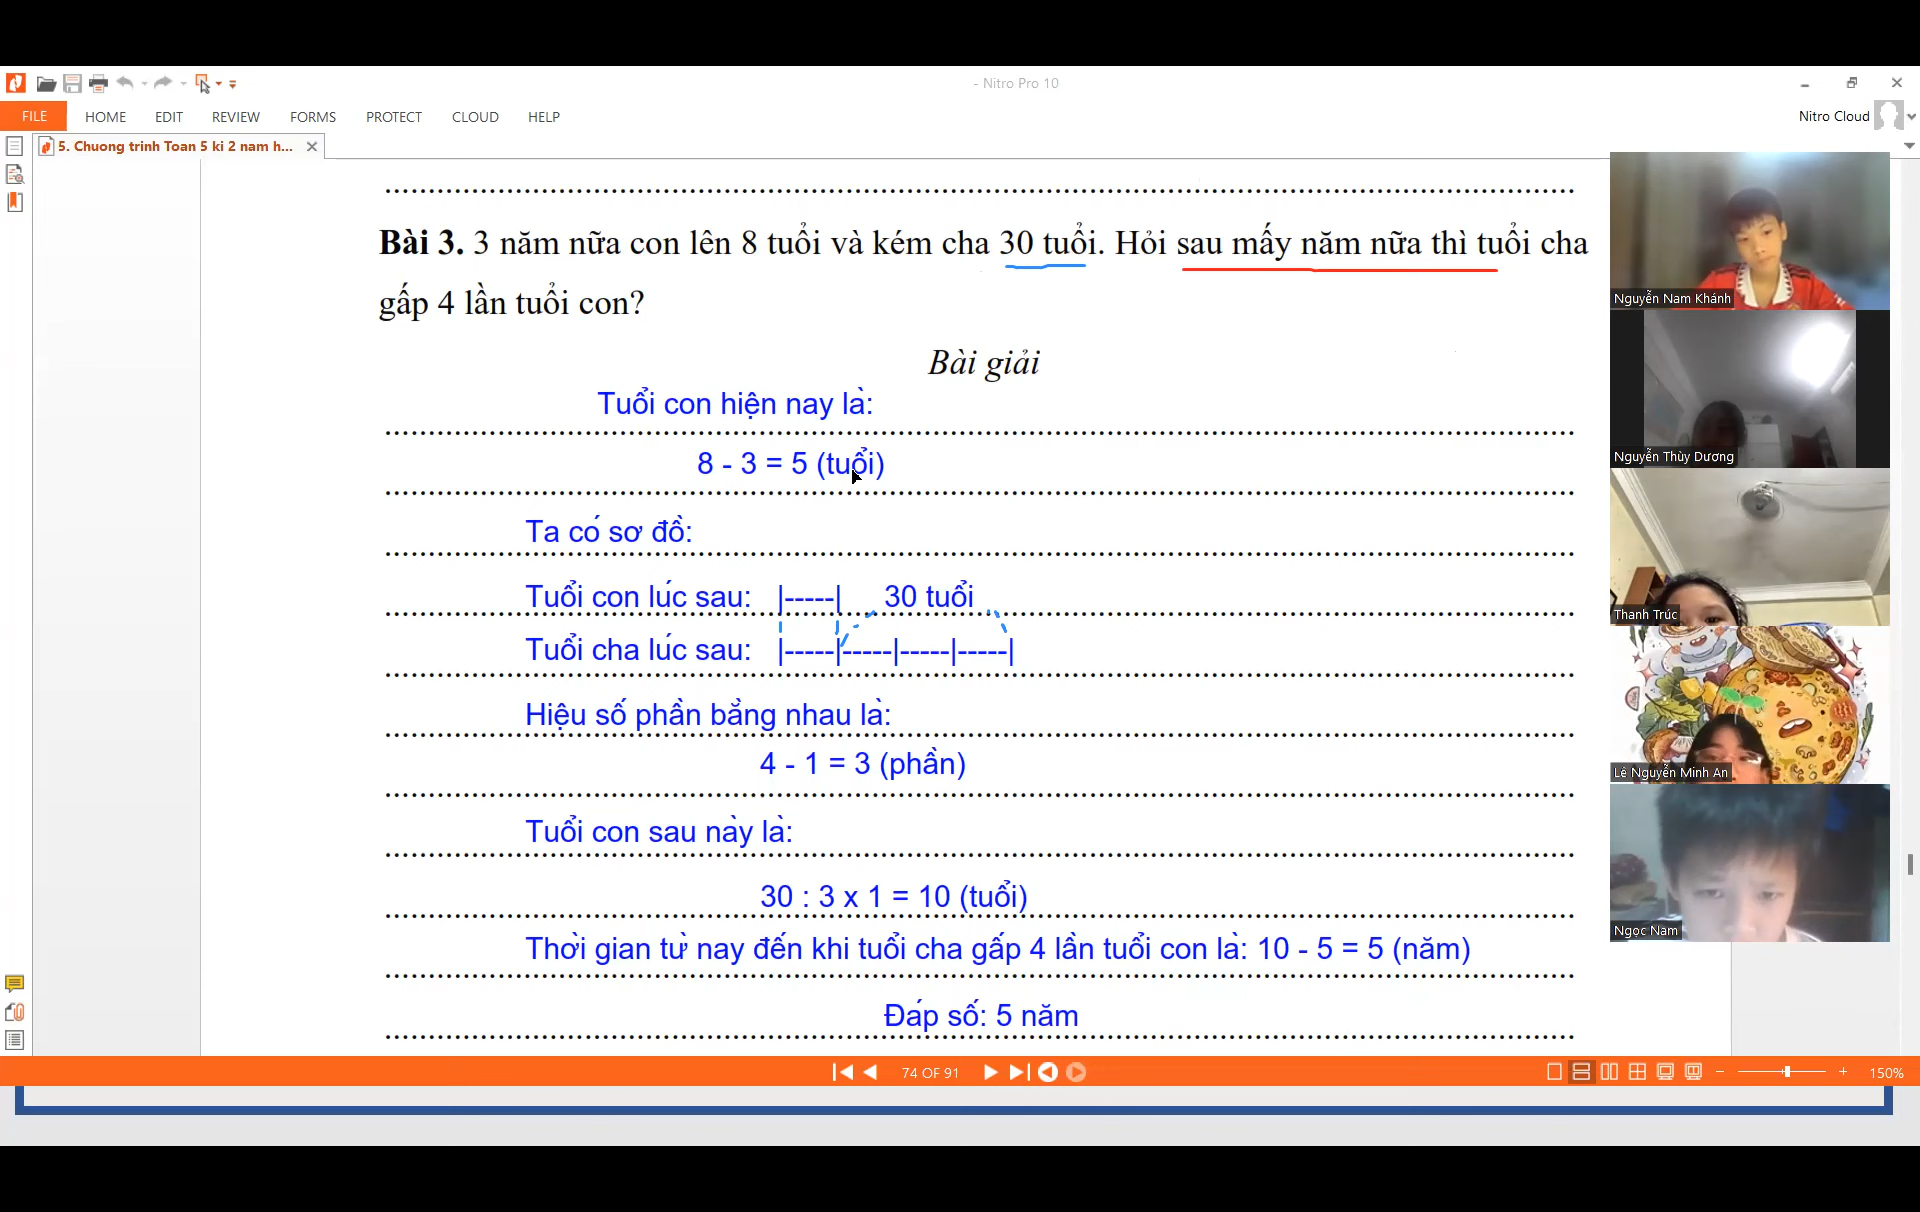 - Nitro Pro 10
FILE HOME EDIT REVIEW FORMS PROTECT CLOUD HELP
Nitro Cloud
5. Chuong trinh Toan 5 ki 2 nam h...
Bài 3. 3 năm nữa con lên 8 tuổi và kém cha 30 tuổi. Hỏi sau mấy năm nữa thì tuổi cha
gấp 4 lần tuổi con?
Bài giải
Tuổi con hiện nay là:
8 - 3 = 5 (tuổi)
Ta có sơ đồ:
Tuổi con lúc sau: |-----| 30 tuổi
Tuổi cha lúc sau: |-----|-----|-----|-----|
Hiệu số phần bằng nhau là:
4 - 1 = 3 (phần)
Tuổi con sau này là:
30 : 3 x 1 = 10 (tuổi)
Thời gian từ nay đến khi tuổi cha gấp 4 lần tuổi con là: 10 - 5 = 5 (năm)
Đáp số: 5 năm
Nguyễn Nam Khánh
Nguyễn Thùy Dương
Thanh Trúc
Lê Nguyễn Minh An
Ngọc Nam
74 OF 91
150%